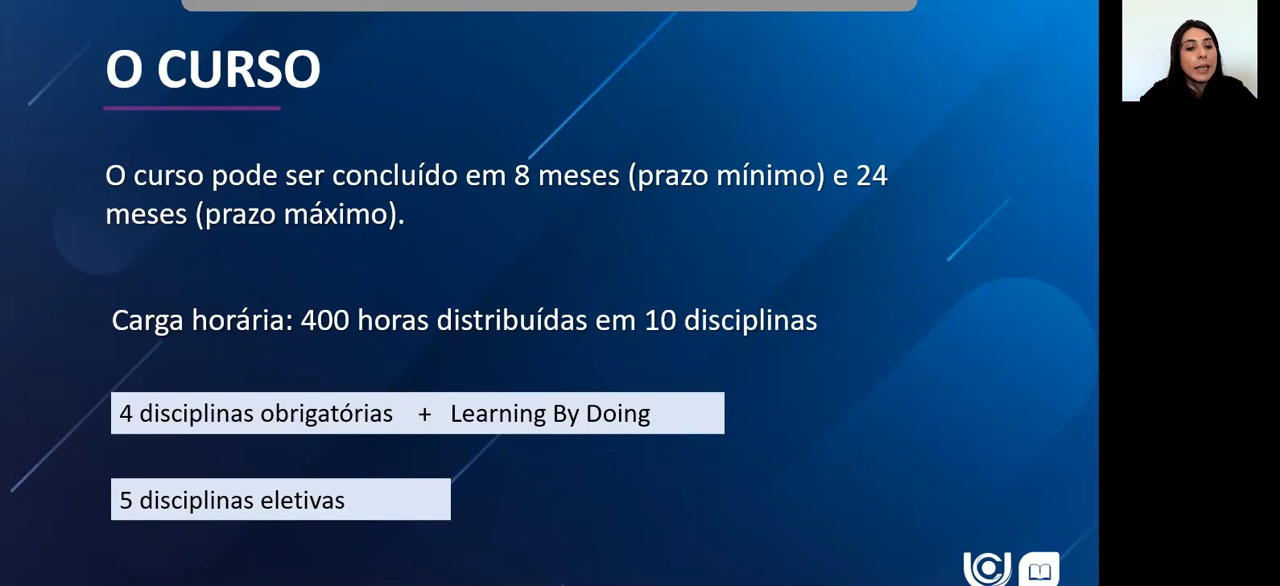 O CURSO
O curso pode ser concluído em 8 meses (prazo mínimo) e 24
meses (prazo máximo).
Carga horária: 400 horas distribuídas em 10 disciplinas
4 disciplinas obrigatórias + Learning By Doing
5 disciplinas eletivas